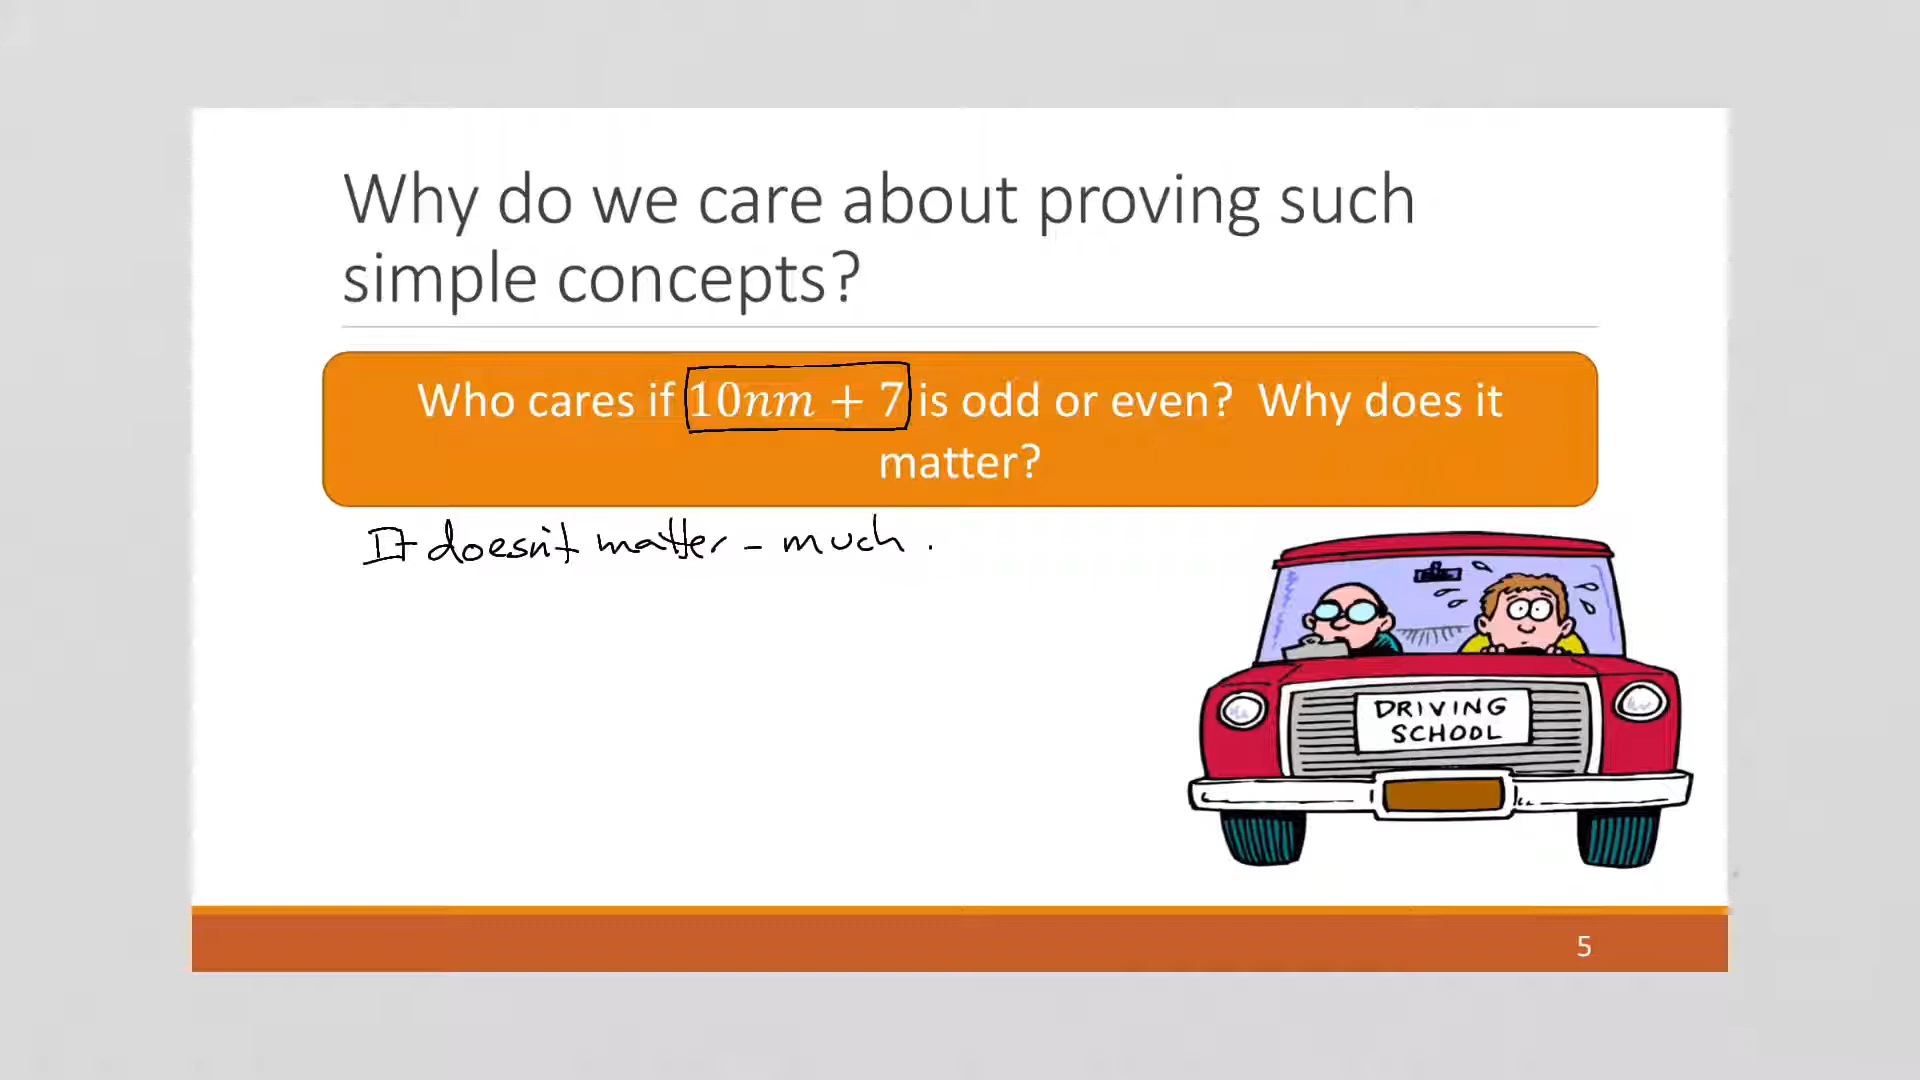 Why do we care about proving such
simple concepts?
Who cares if 10nm + 7 is odd or even? Why does it
matter?
It doesn't matter - much.
DRIVING
SCHOOL
5